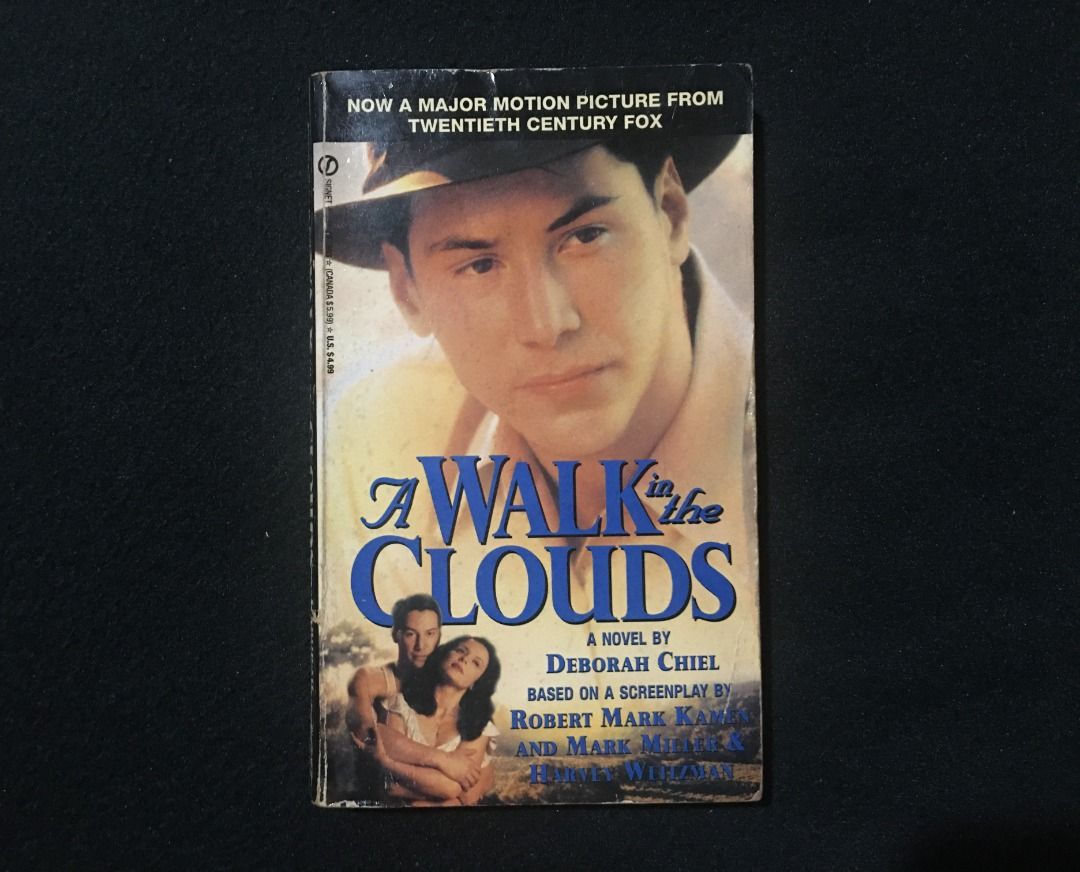 NOW A MAJOR MOTION PICTURE FROM
TWENTIETH CENTURY FOX
SIGNET
(CANADA $5.99) ☆ U.S. $4.99
A WALK in the
CLOUDS
A NOVEL BY
DEBORAH CHIEL
BASED ON A SCREENPLAY BY
ROBERT MARK KAMEN
AND MARK MILLER &
HARVEY WEITZMAN